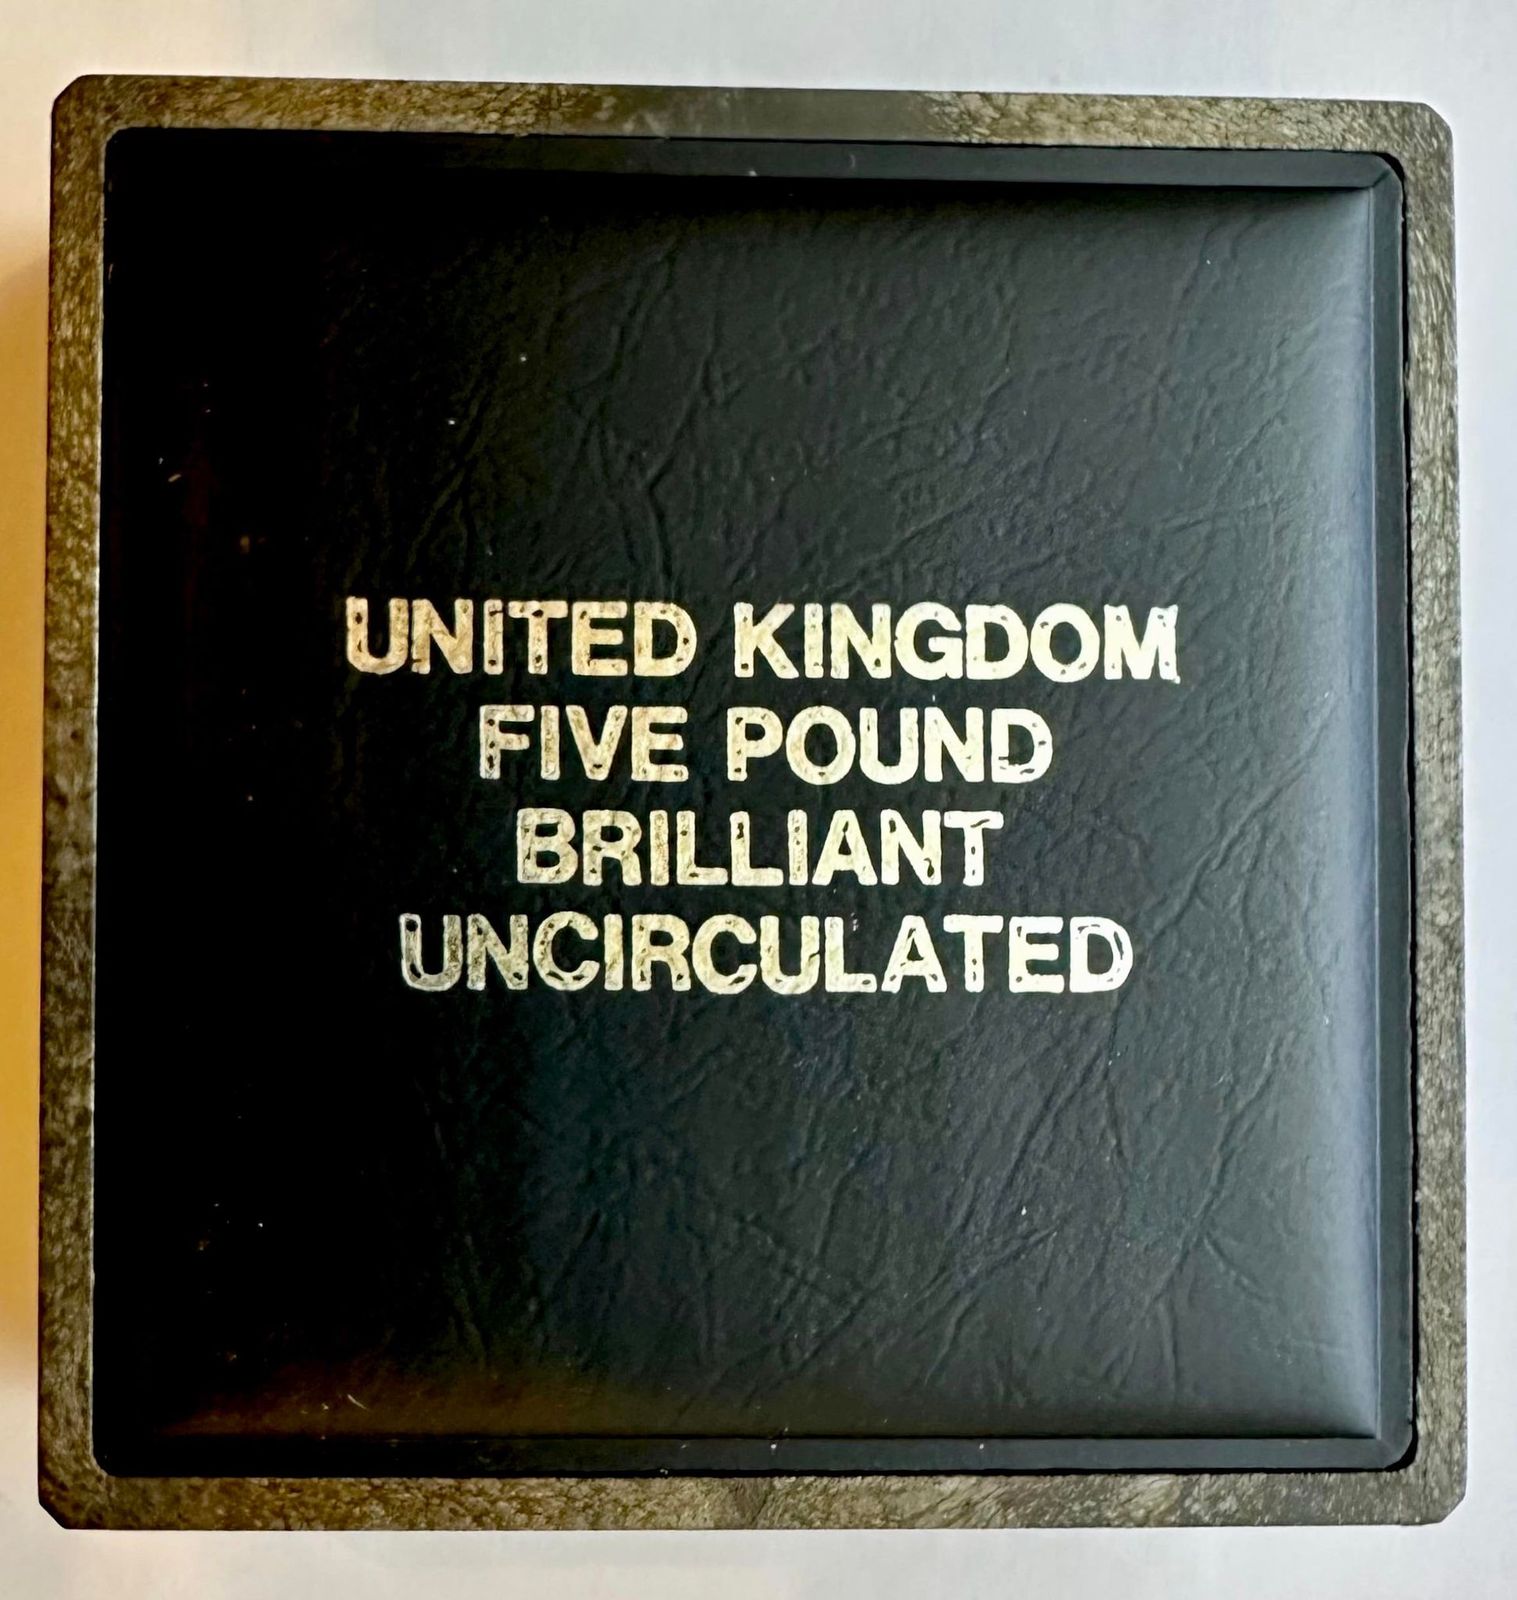 UNITED KINGDOM
FIVE POUND
BRILLIANT
UNCIRCULATED